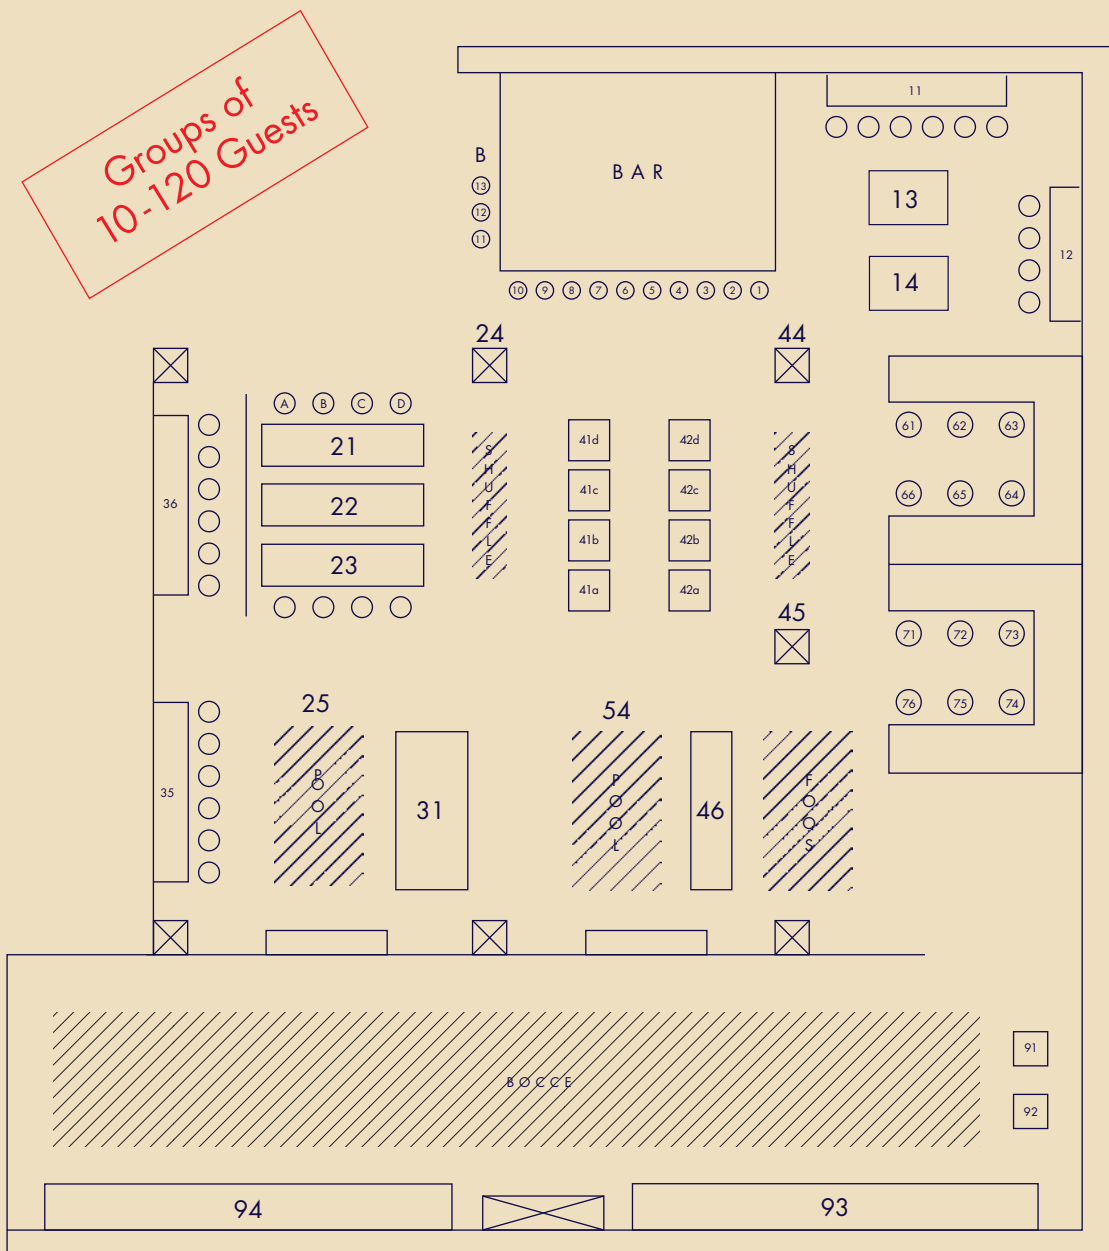 Groups of
10-120 Guests
11
B
BAR
13
12
11
13
14
12
10 9 8 7 6 5 4 3 2 1
24
44
A B C D
21
22
23
36
SHUFFLE
41d
41c
41b
41a
42d
42c
42b
42a
SHUFFLE
61 62 63
66 65 64
45
71 72 73
76 75 74
25
54
35
POOL
31
POOL
46
FOOS
BOCCE
91
92
94
93